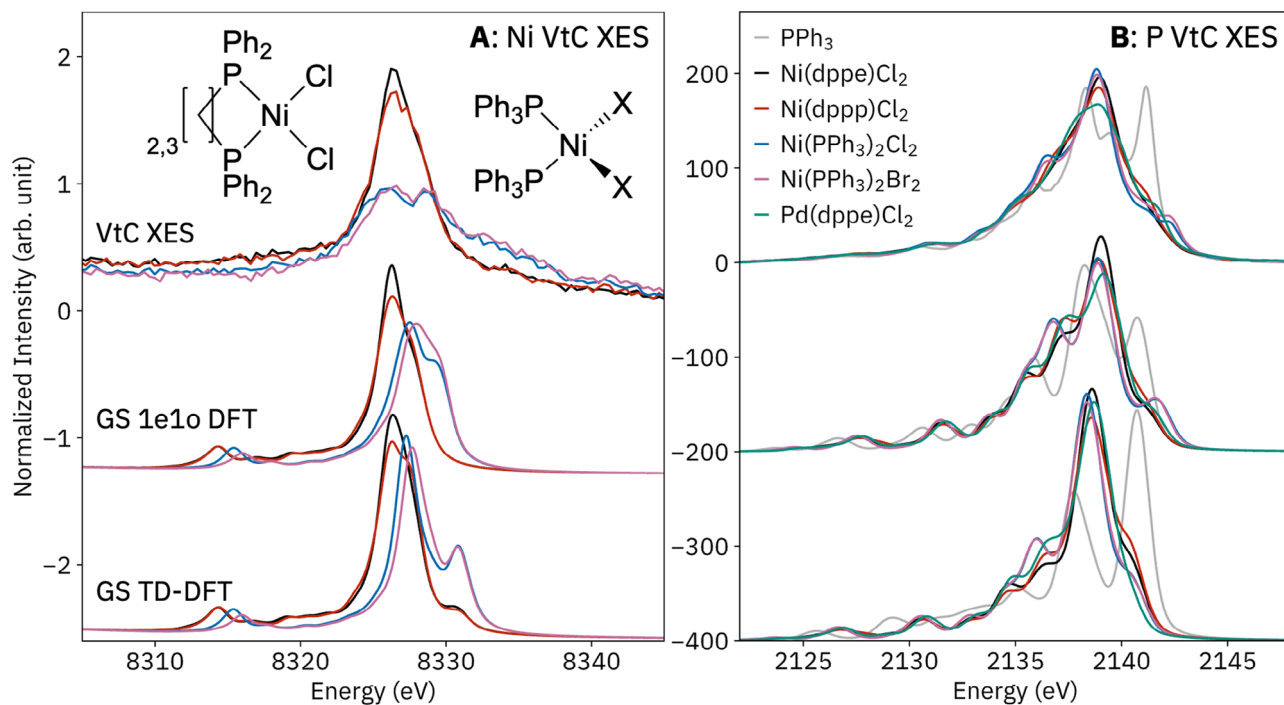 A: Ni VtC XES
Ph₂
P
Cl
Ni
2,3
P
Cl
Ph₂
Ph₃P
X
Ni
Ph₃P
X
VtC XES
GS 1e1o DFT
GS TD-DFT
Normalized Intensity (arb. unit)
2
1
0
−1
−2
8310 8320 8330 8340
Energy (eV)
B: P VtC XES
PPh₃
Ni(dppe)Cl₂
Ni(dppp)Cl₂
Ni(PPh₃)₂Cl₂
Ni(PPh₃)₂Br₂
Pd(dppe)Cl₂
200
100
0
−100
−200
−300
−400
2125 2130 2135 2140 2145
Energy (eV)